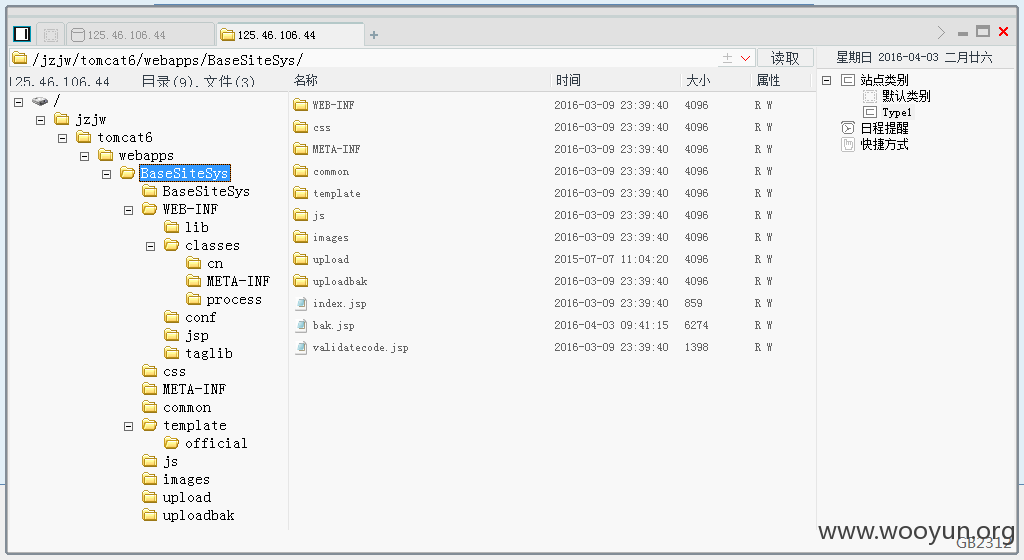 125.46.106.44
125.46.106.44
/jzjw/tomcat6/webapps/BaseSiteSys/
读取
星期日 2016-04-03 二月廿六
125.46.106.44 目录(9),文件(3)
名称 时间 大小 属性
/
jzjw
tomcat6
webapps
BaseSiteSys
BaseSiteSys
WEB-INF
lib
classes
cn
META-INF
process
conf
jsp
taglib
css
META-INF
common
template
official
js
images
upload
uploadbak
WEB-INF 2016-03-09 23:39:40 4096 R W
css 2016-03-09 23:39:40 4096 R W
META-INF 2016-03-09 23:39:40 4096 R W
common 2016-03-09 23:39:40 4096 R W
template 2016-03-09 23:39:40 4096 R W
js 2016-03-09 23:39:40 4096 R W
images 2016-03-09 23:39:40 4096 R W
upload 2015-07-07 11:04:20 4096 R W
uploadbak 2016-03-09 23:39:40 4096 R W
index.jsp 2016-03-09 23:39:40 859 R W
bak.jsp 2016-04-03 09:41:15 6274 R W
validatecode.jsp 2016-03-09 23:39:40 1398 R W
站点类别
默认类别
Type1
日程提醒
快捷方式
www.wooyun.org
GB2312